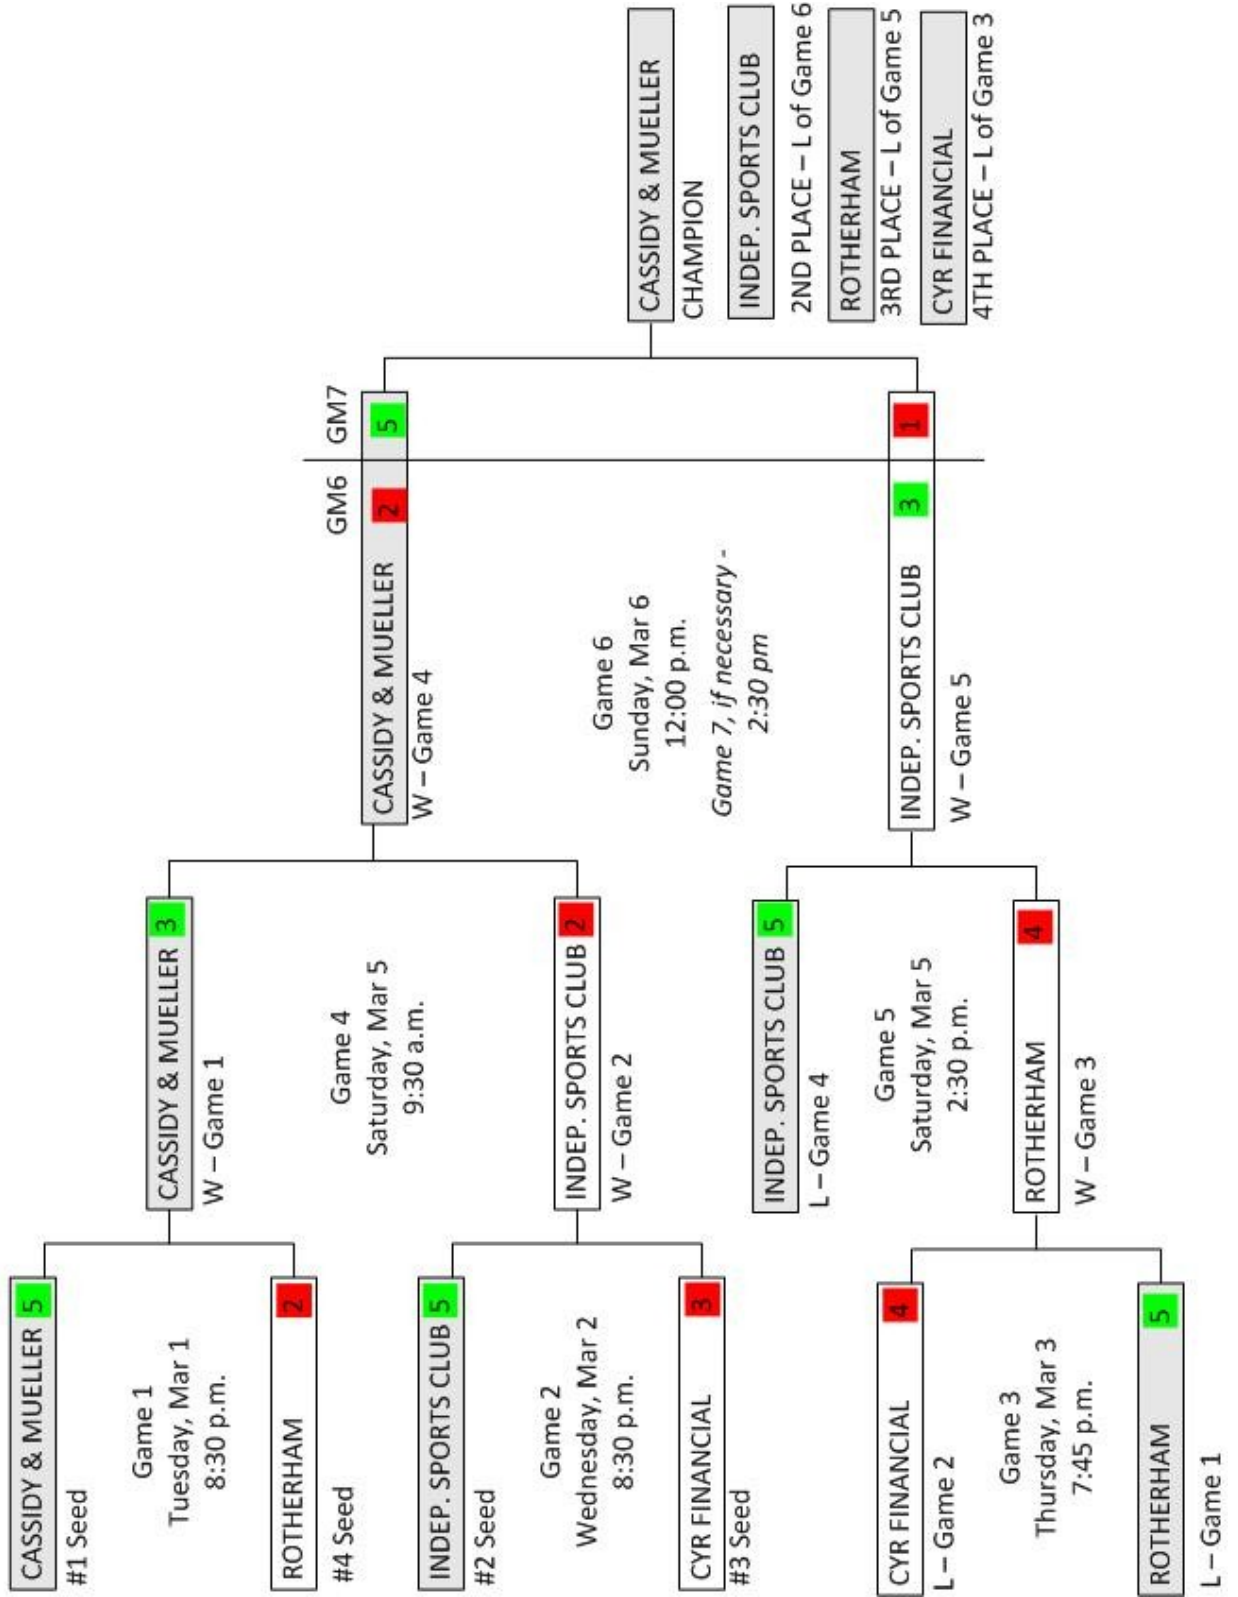 CASSIDY & MUELLER 5
#1 Seed
Game 1
Tuesday, Mar 1
8:30 p.m.
ROTHERHAM 2
#4 Seed
INDEP. SPORTS CLUB 5
#2 Seed
Game 2
Wednesday, Mar 2
8:30 p.m.
CYR FINANCIAL 3
#3 Seed
CYR FINANCIAL 4
L – Game 2
Game 3
Thursday, Mar 3
7:45 p.m.
ROTHERHAM 5
L – Game 1
CASSIDY & MUELLER 3
W – Game 1
Game 4
Saturday, Mar 5
9:30 a.m.
INDEP. SPORTS CLUB 2
W – Game 2
INDEP. SPORTS CLUB 5
L – Game 4
Game 5
Saturday, Mar 5
2:30 p.m.
ROTHERHAM 4
W – Game 3
GM6 GM7
CASSIDY & MUELLER 2 5
W – Game 4
Game 6
Sunday, Mar 6
12:00 p.m.
Game 7, if necessary -
2:30 pm
INDEP. SPORTS CLUB 3 1
W – Game 5
CASSIDY & MUELLER
CHAMPION
INDEP. SPORTS CLUB
2ND PLACE – L of Game 6
ROTHERHAM
3RD PLACE – L of Game 5
CYR FINANCIAL
4TH PLACE – L of Game 3